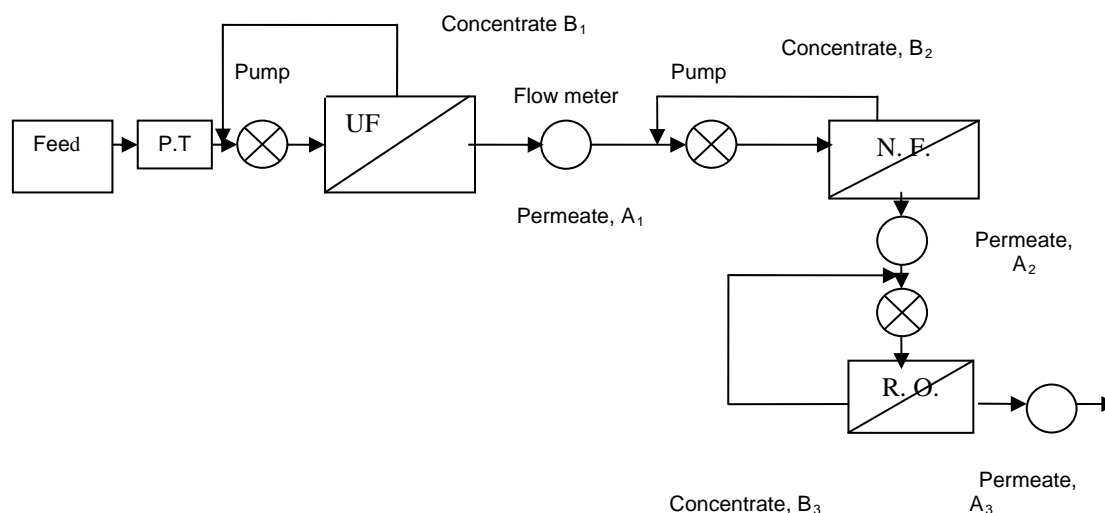 Concentrate B1
Concentrate, B2
Pump
Pump
Flow meter
Feed
P.T
UF
N. F.
Permeate, A1
Permeate,
A2
R. O.
Permeate,
A3
Concentrate, B3